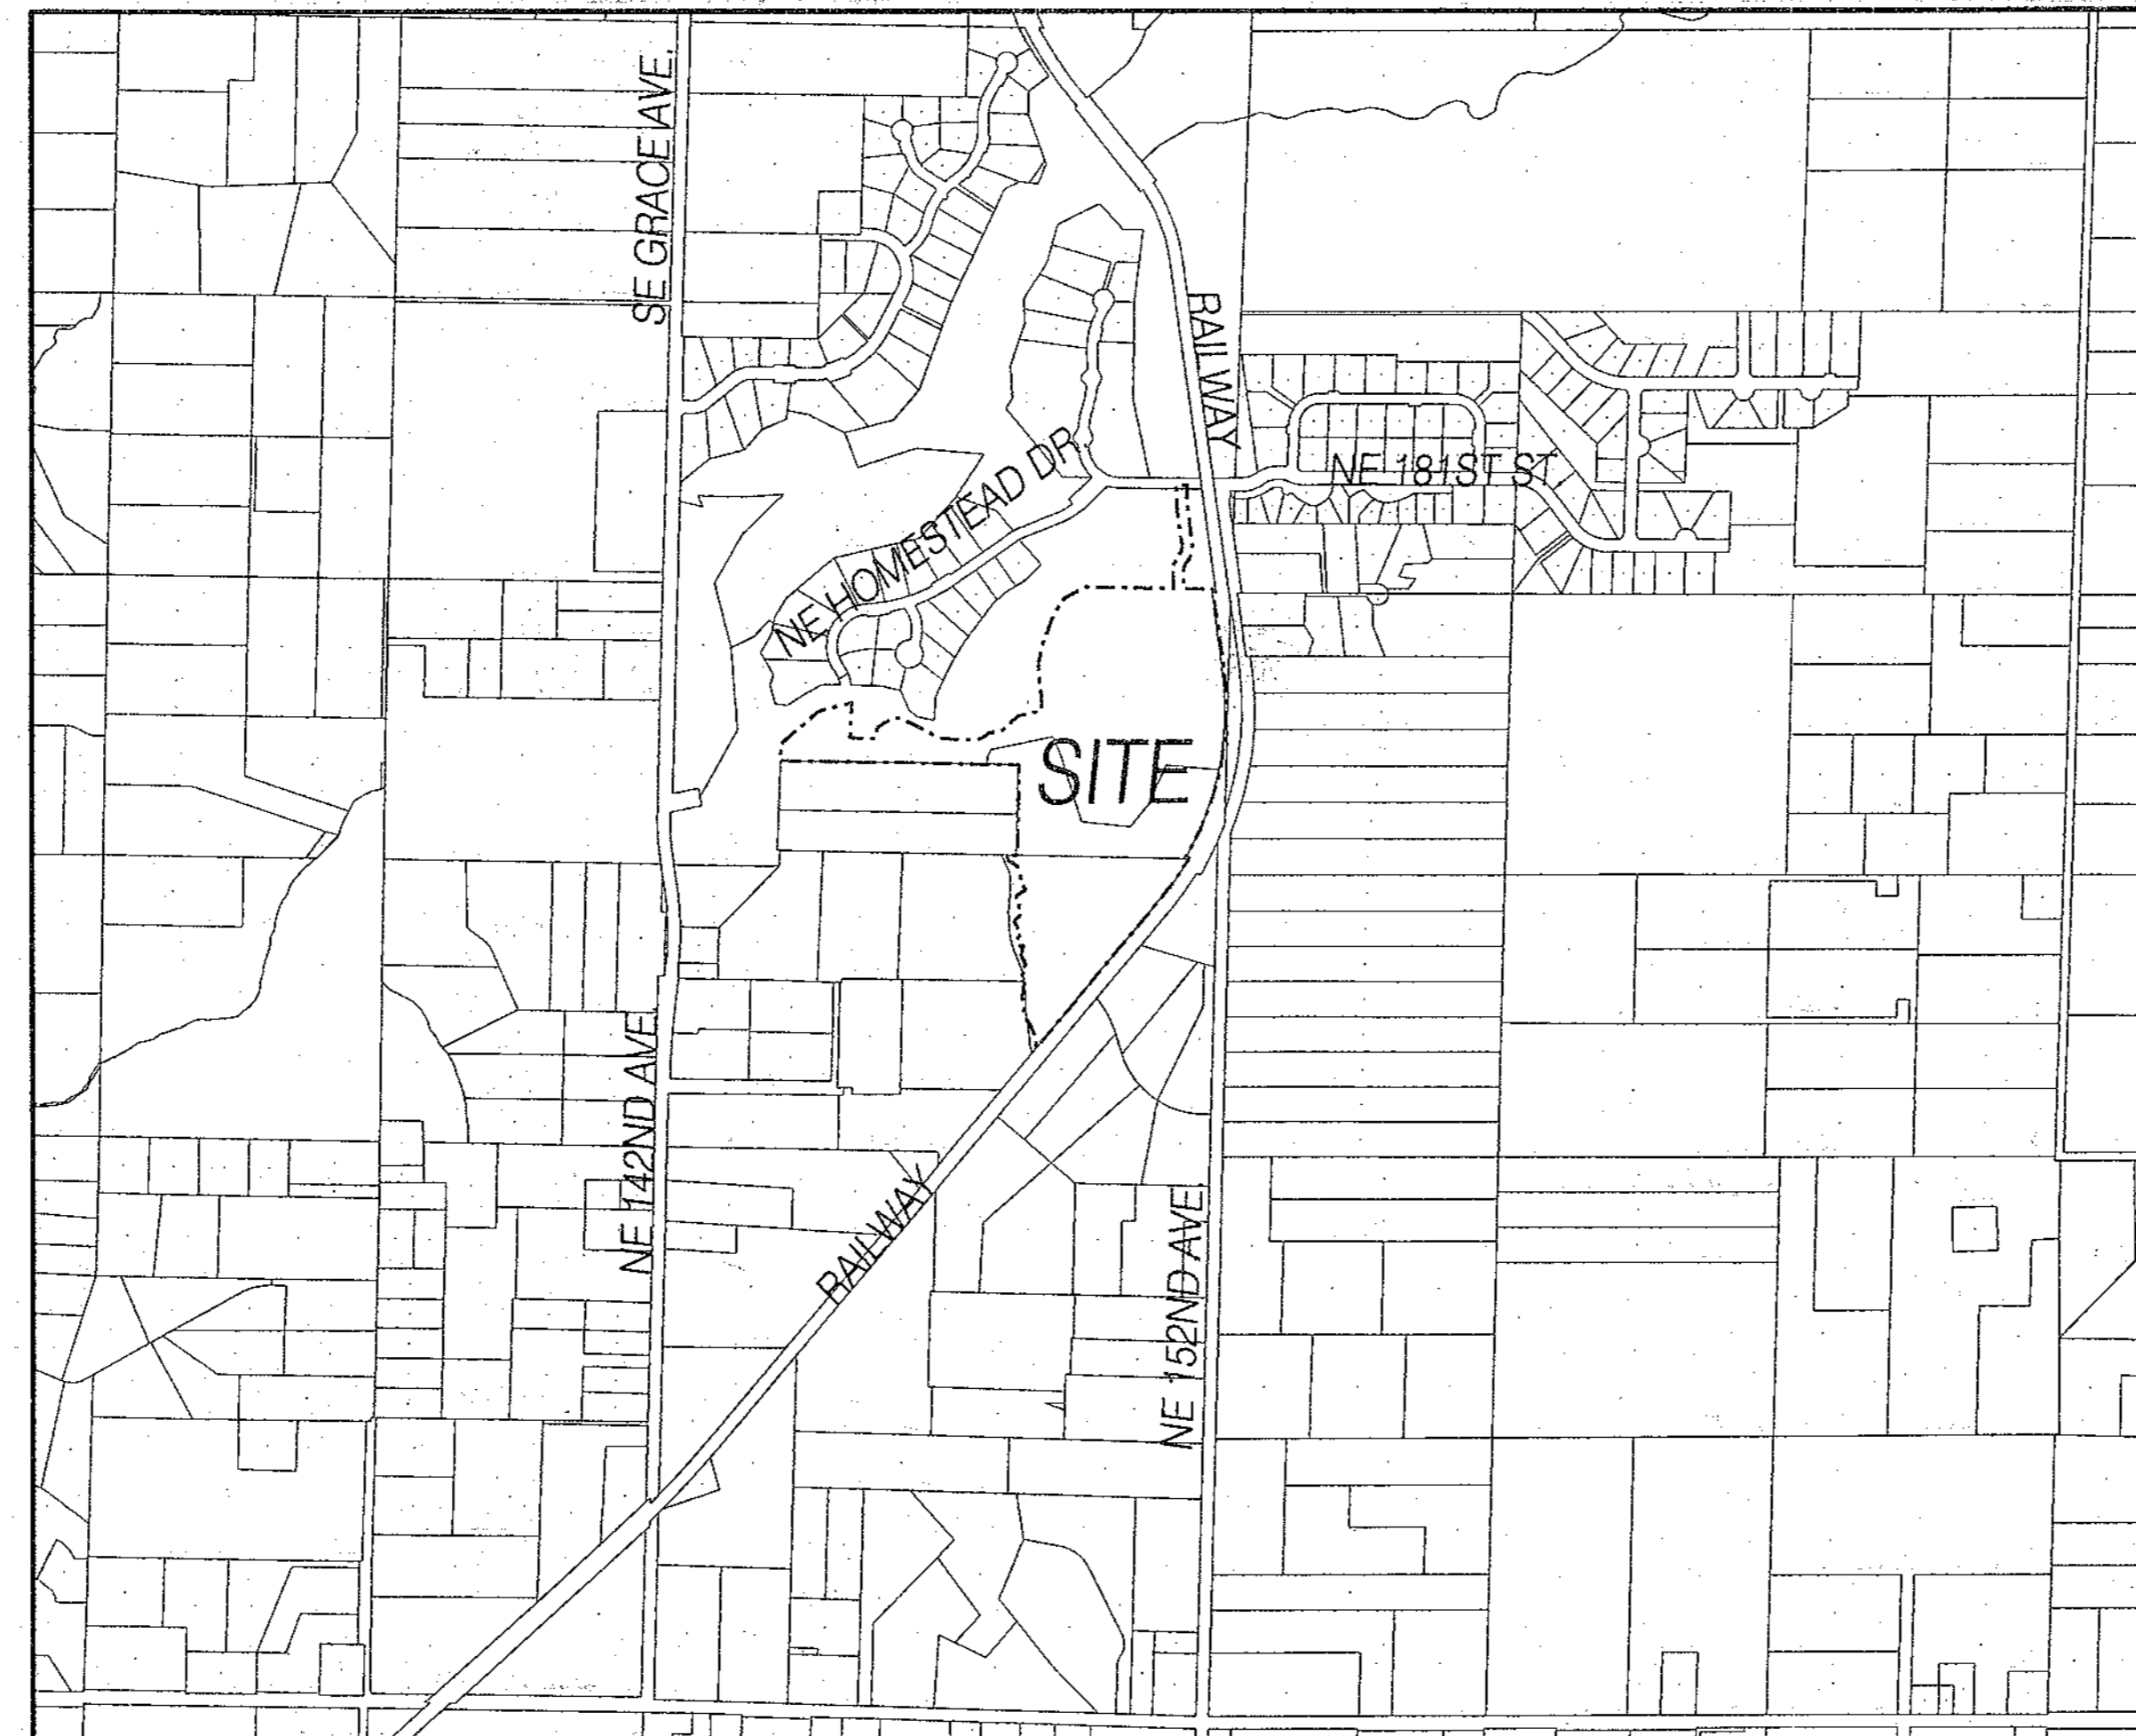 SE GRACE AVE.
RAILWAY
NE 181ST ST
NE HOMESTEAD DR
SITE
NE 142ND AVE
RAILWAY
NE 152ND AVE